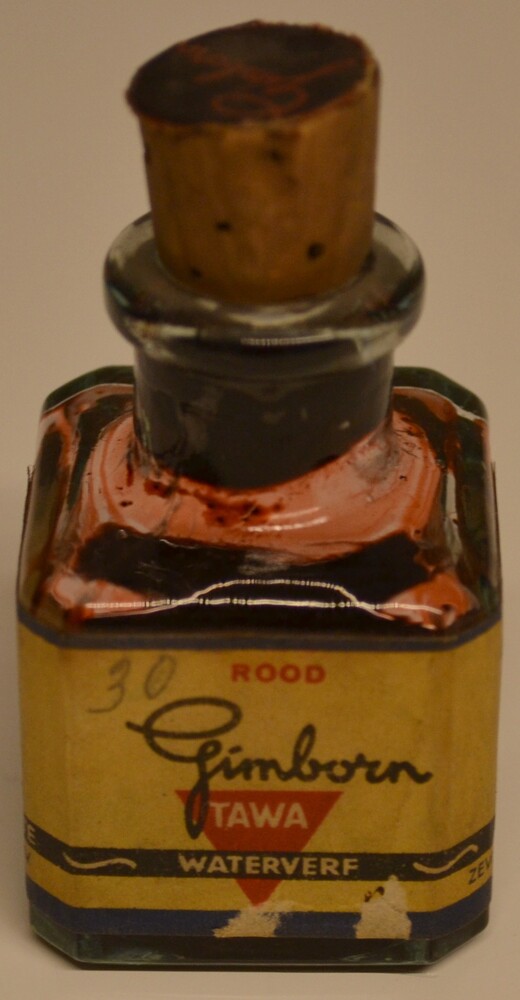 30
ROOD
Gimborn
TAWA
WATERVERF